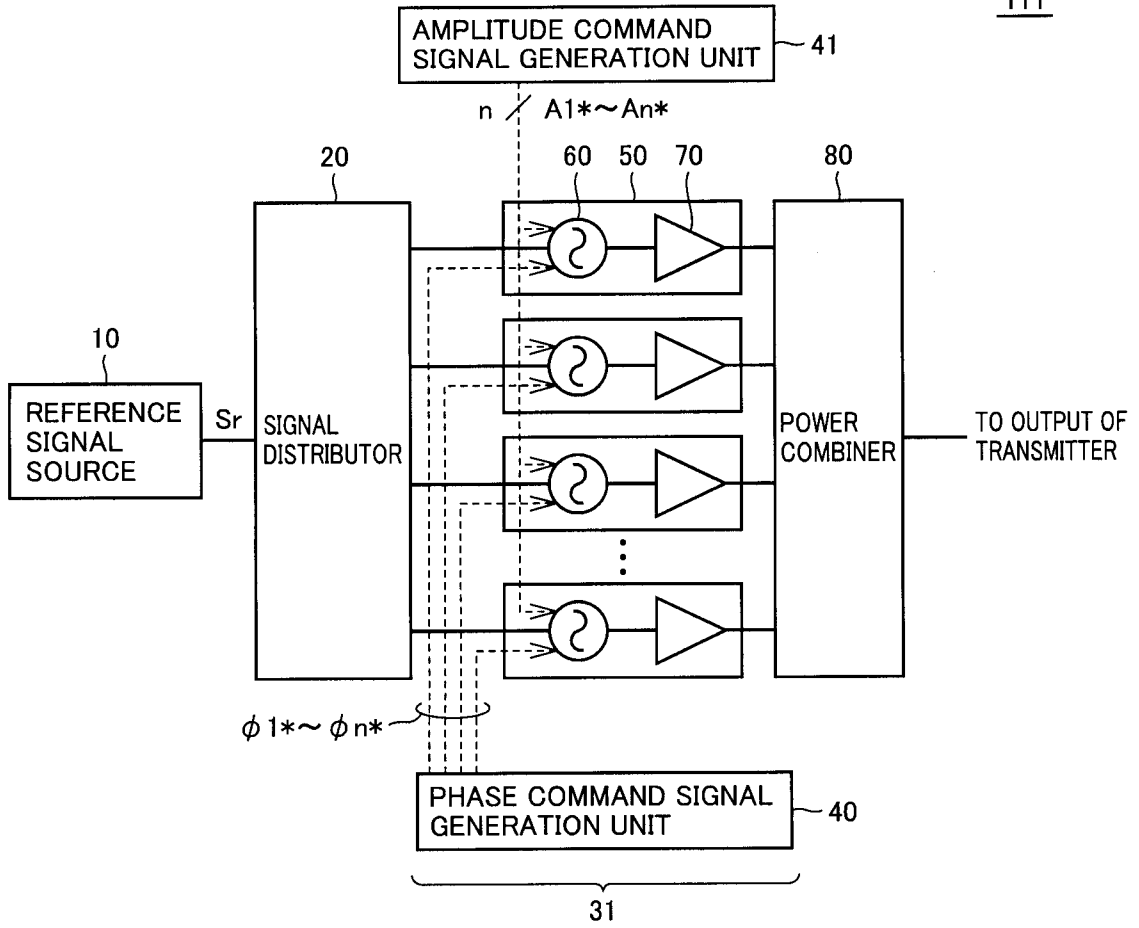 AMPLITUDE COMMAND
SIGNAL GENERATION UNIT
41
n
A1*~An*
20
60
50
70
80
10
REFERENCE
SIGNAL
SOURCE
Sr
SIGNAL
DISTRIBUTOR
POWER
COMBINER
TO OUTPUT OF
TRANSMITTER
φ1*~φn*
PHASE COMMAND SIGNAL
GENERATION UNIT
40
31